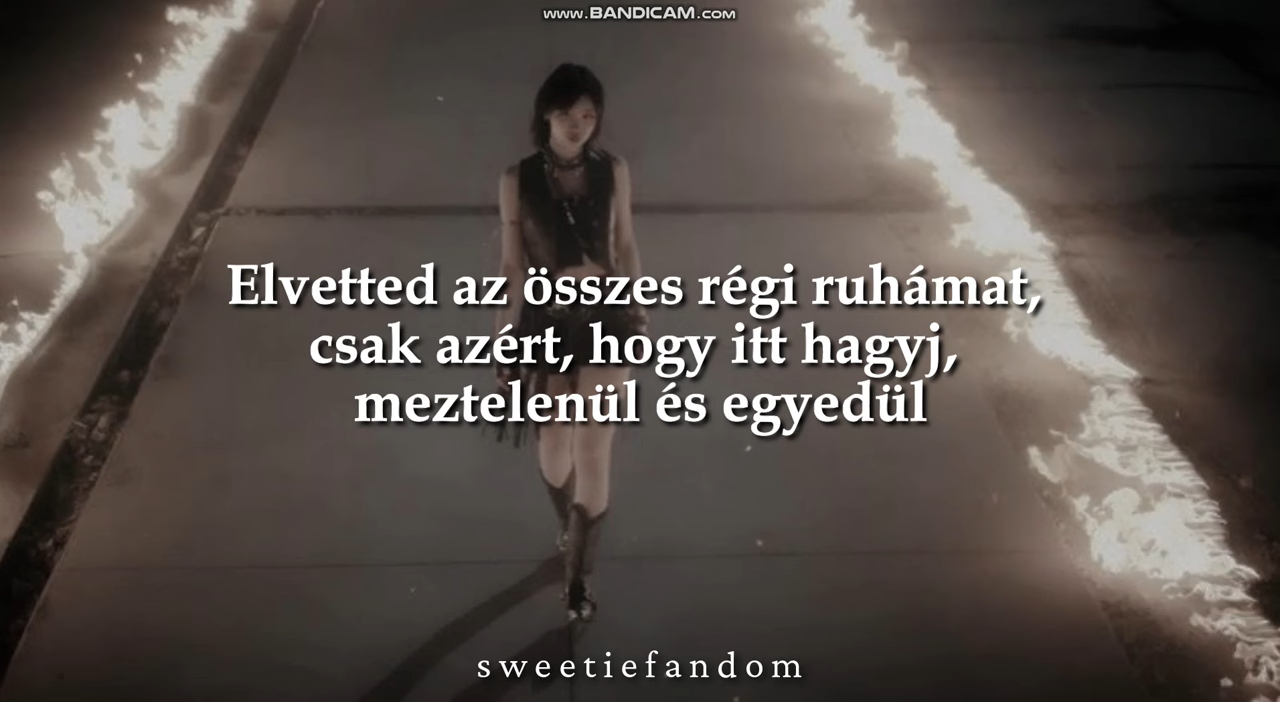 www.BANDICAM.com
Elvetted az összes régi ruhámat,
csak azért, hogy itt hagyj,
meztelenül és egyedül
sweetiefandom